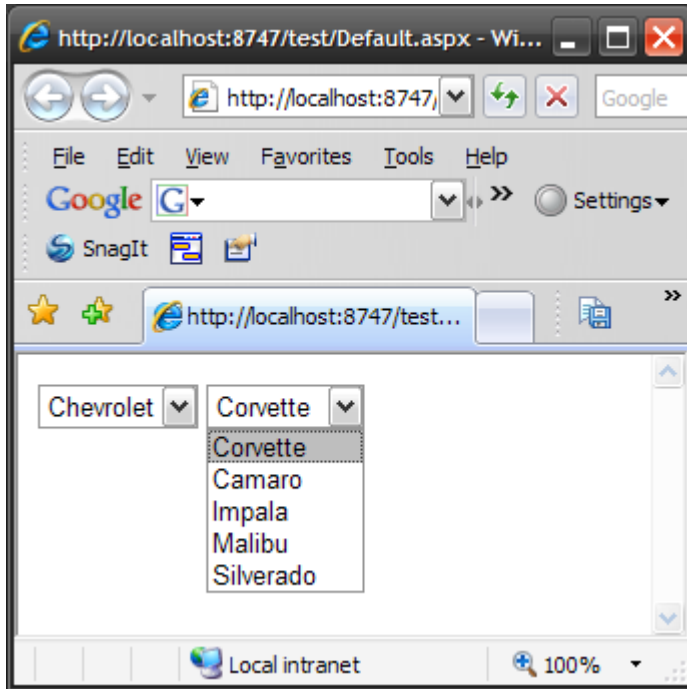 http://localhost:8747/test/Default.aspx - Wi...
http://localhost:8747/ Google
File Edit View Favorites Tools Help
Google G Settings
SnagIt
http://localhost:8747/test...
Chevrolet Corvette
Corvette
Camaro
Impala
Malibu
Silverado
Local intranet 100%